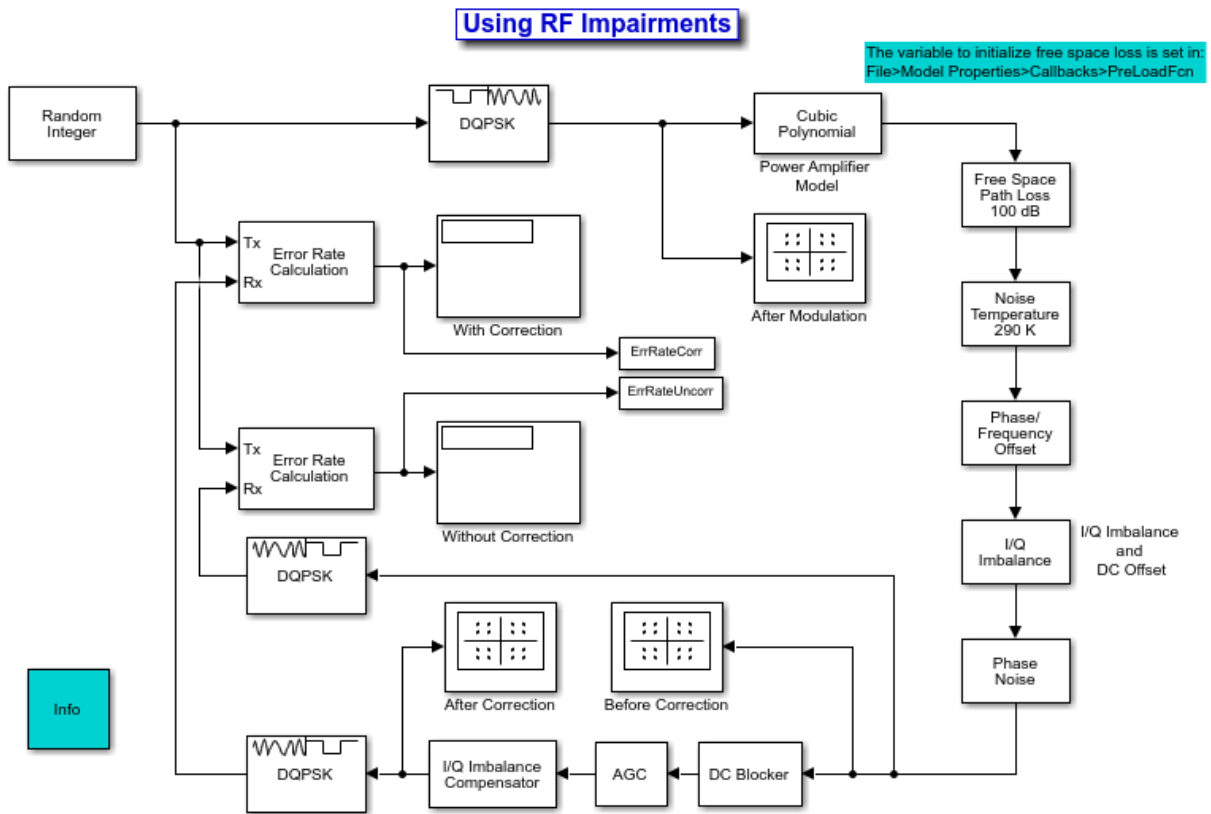 Using RF Impairments
The variable to initialize free space loss is set in:
File>Model Properties>Callbacks>PreLoadFcn
Random
Integer
DQPSK
Cubic
Polynomial
Power Amplifier
Model
Free Space
Path Loss
100 dB
Tx
Rx
Error Rate
Calculation
With Correction
After Modulation
Noise
Temperature
290 K
ErrRateCorr
ErrRateUncorr
Phase/
Frequency
Offset
Tx
Rx
Error Rate
Calculation
Without Correction
I/Q
Imbalance
I/Q Imbalance
and
DC Offset
DQPSK
After Correction
Before Correction
Phase
Noise
Info
DQPSK
I/Q Imbalance
Compensator
AGC
DC Blocker